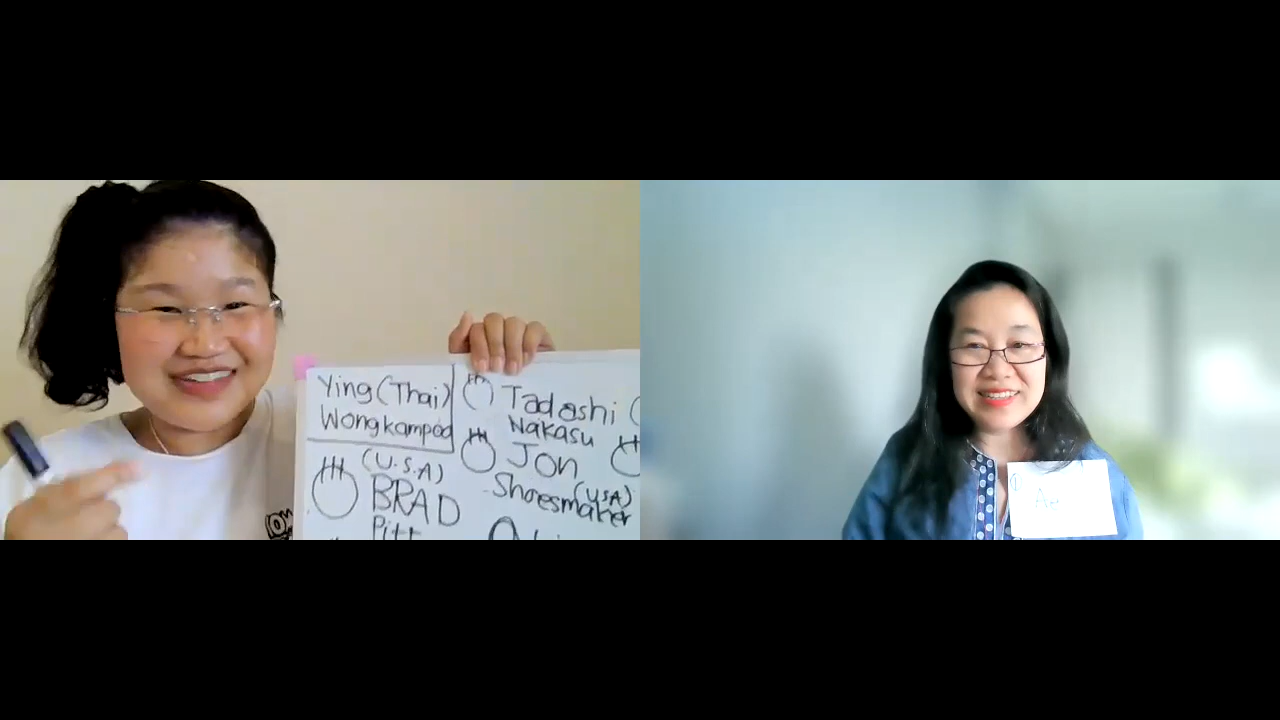 Ying (Thai)
Wongkampod
(U.S.A)
BRAD
Pitt
Tadashi
Nakasu
Jon
Shoesmaker
(USA)